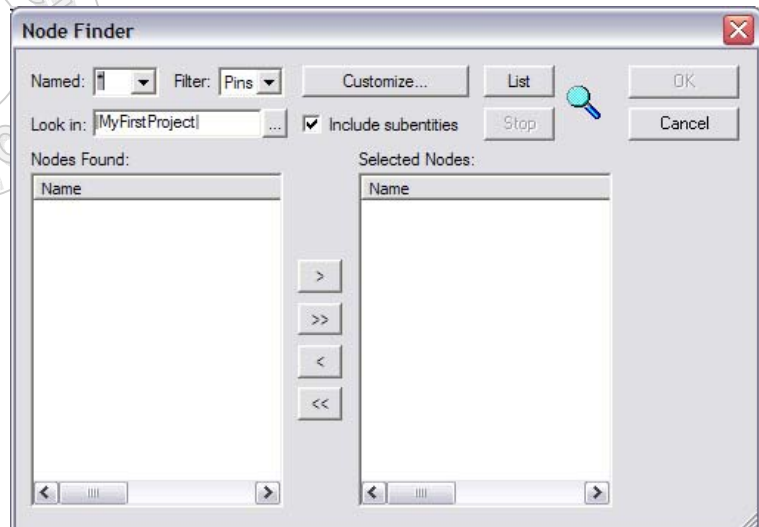 Node Finder
Named: * Filter: Pins Customize... List OK
Look in: |MyFirstProject| ... Include subentities Stop Cancel
Nodes Found: Selected Nodes:
Name Name
>
>>
<
<<